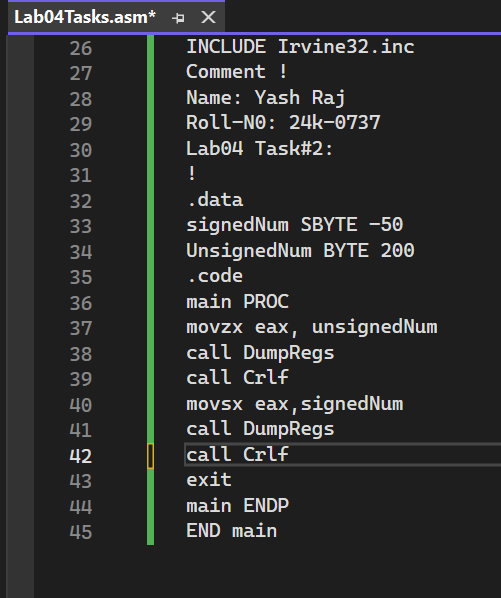 Lab04Tasks.asm*
26 INCLUDE Irvine32.inc
27 Comment !
28 Name: Yash Raj
29 Roll-N0: 24k-0737
30 Lab04 Task#2:
31 !
32 .data
33 signedNum SBYTE -50
34 UnsignedNum BYTE 200
35 .code
36 main PROC
37 movzx eax, unsignedNum
38 call DumpRegs
39 call Crlf
40 movsx eax,signedNum
41 call DumpRegs
42 call Crlf
43 exit
44 main ENDP
45 END main